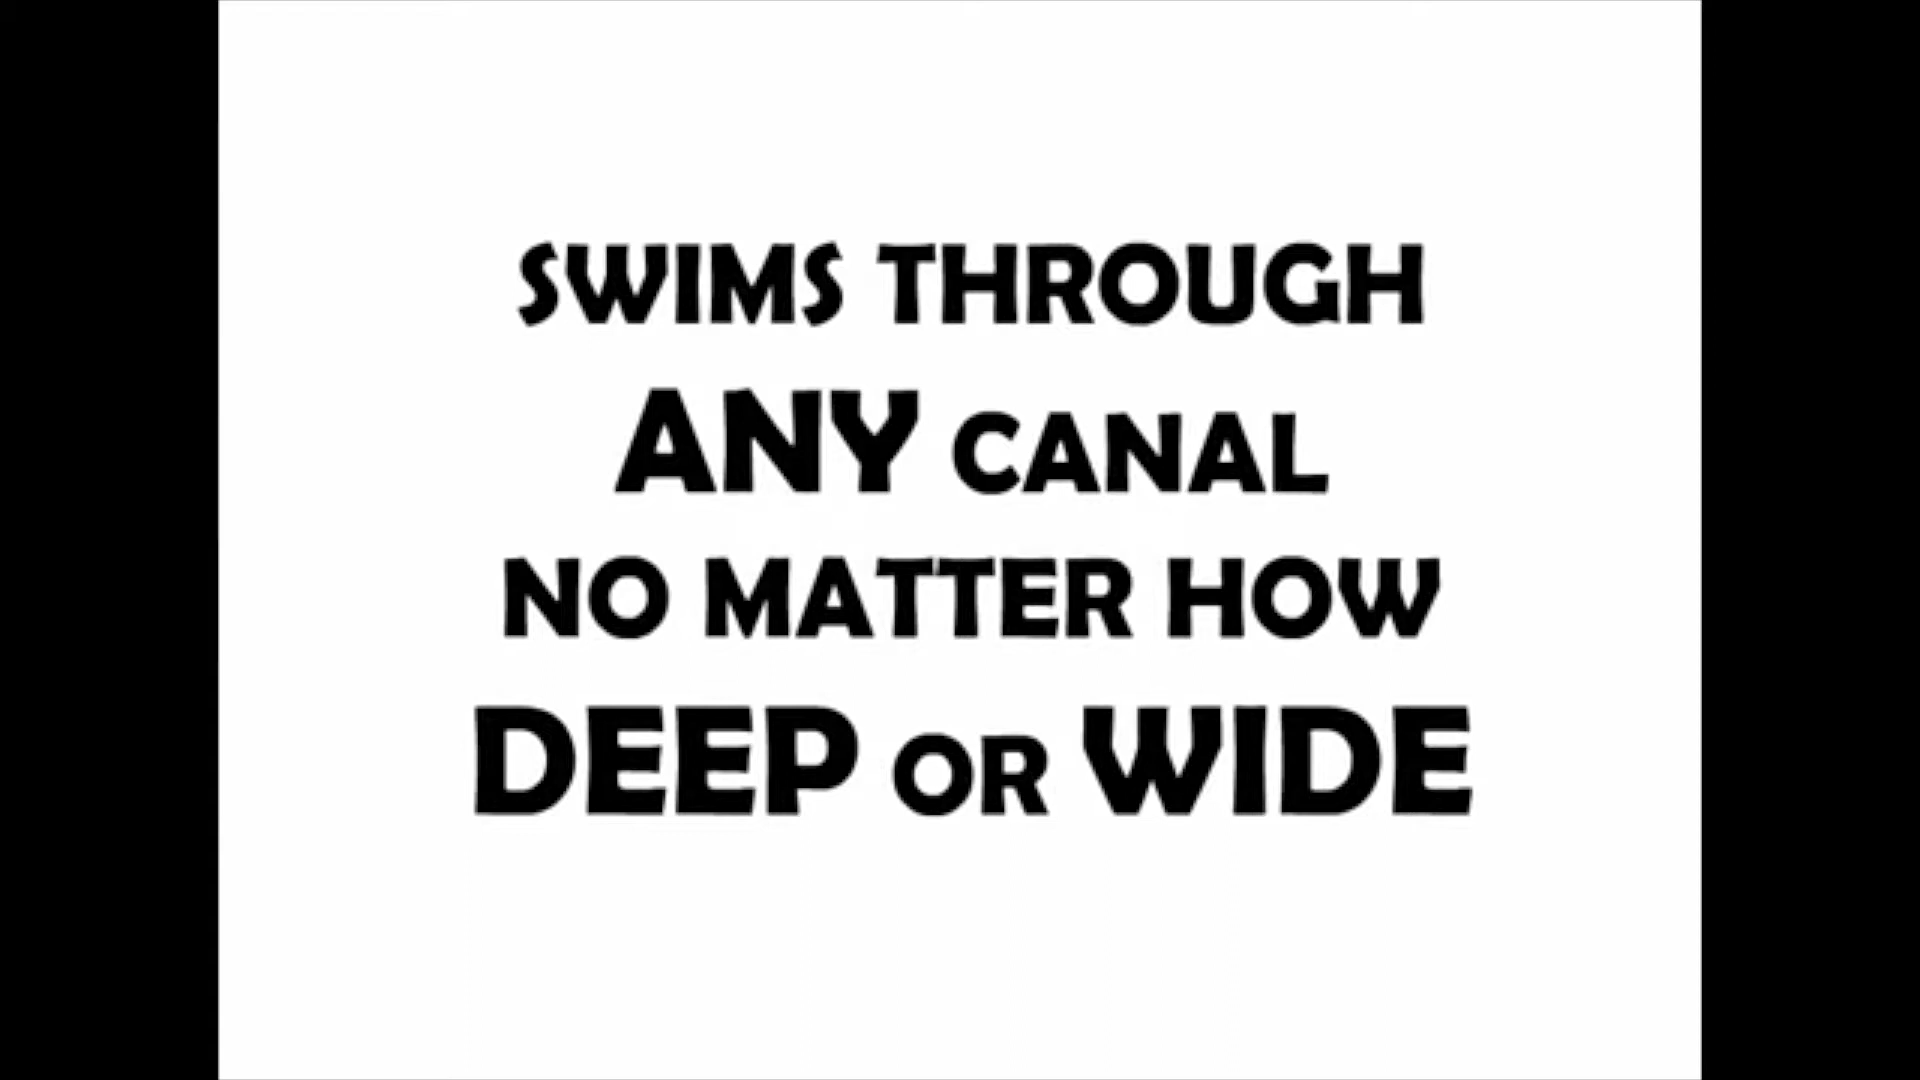 SWIMS THROUGH
ANY CANAL
NO MATTER HOW
DEEP OR WIDE